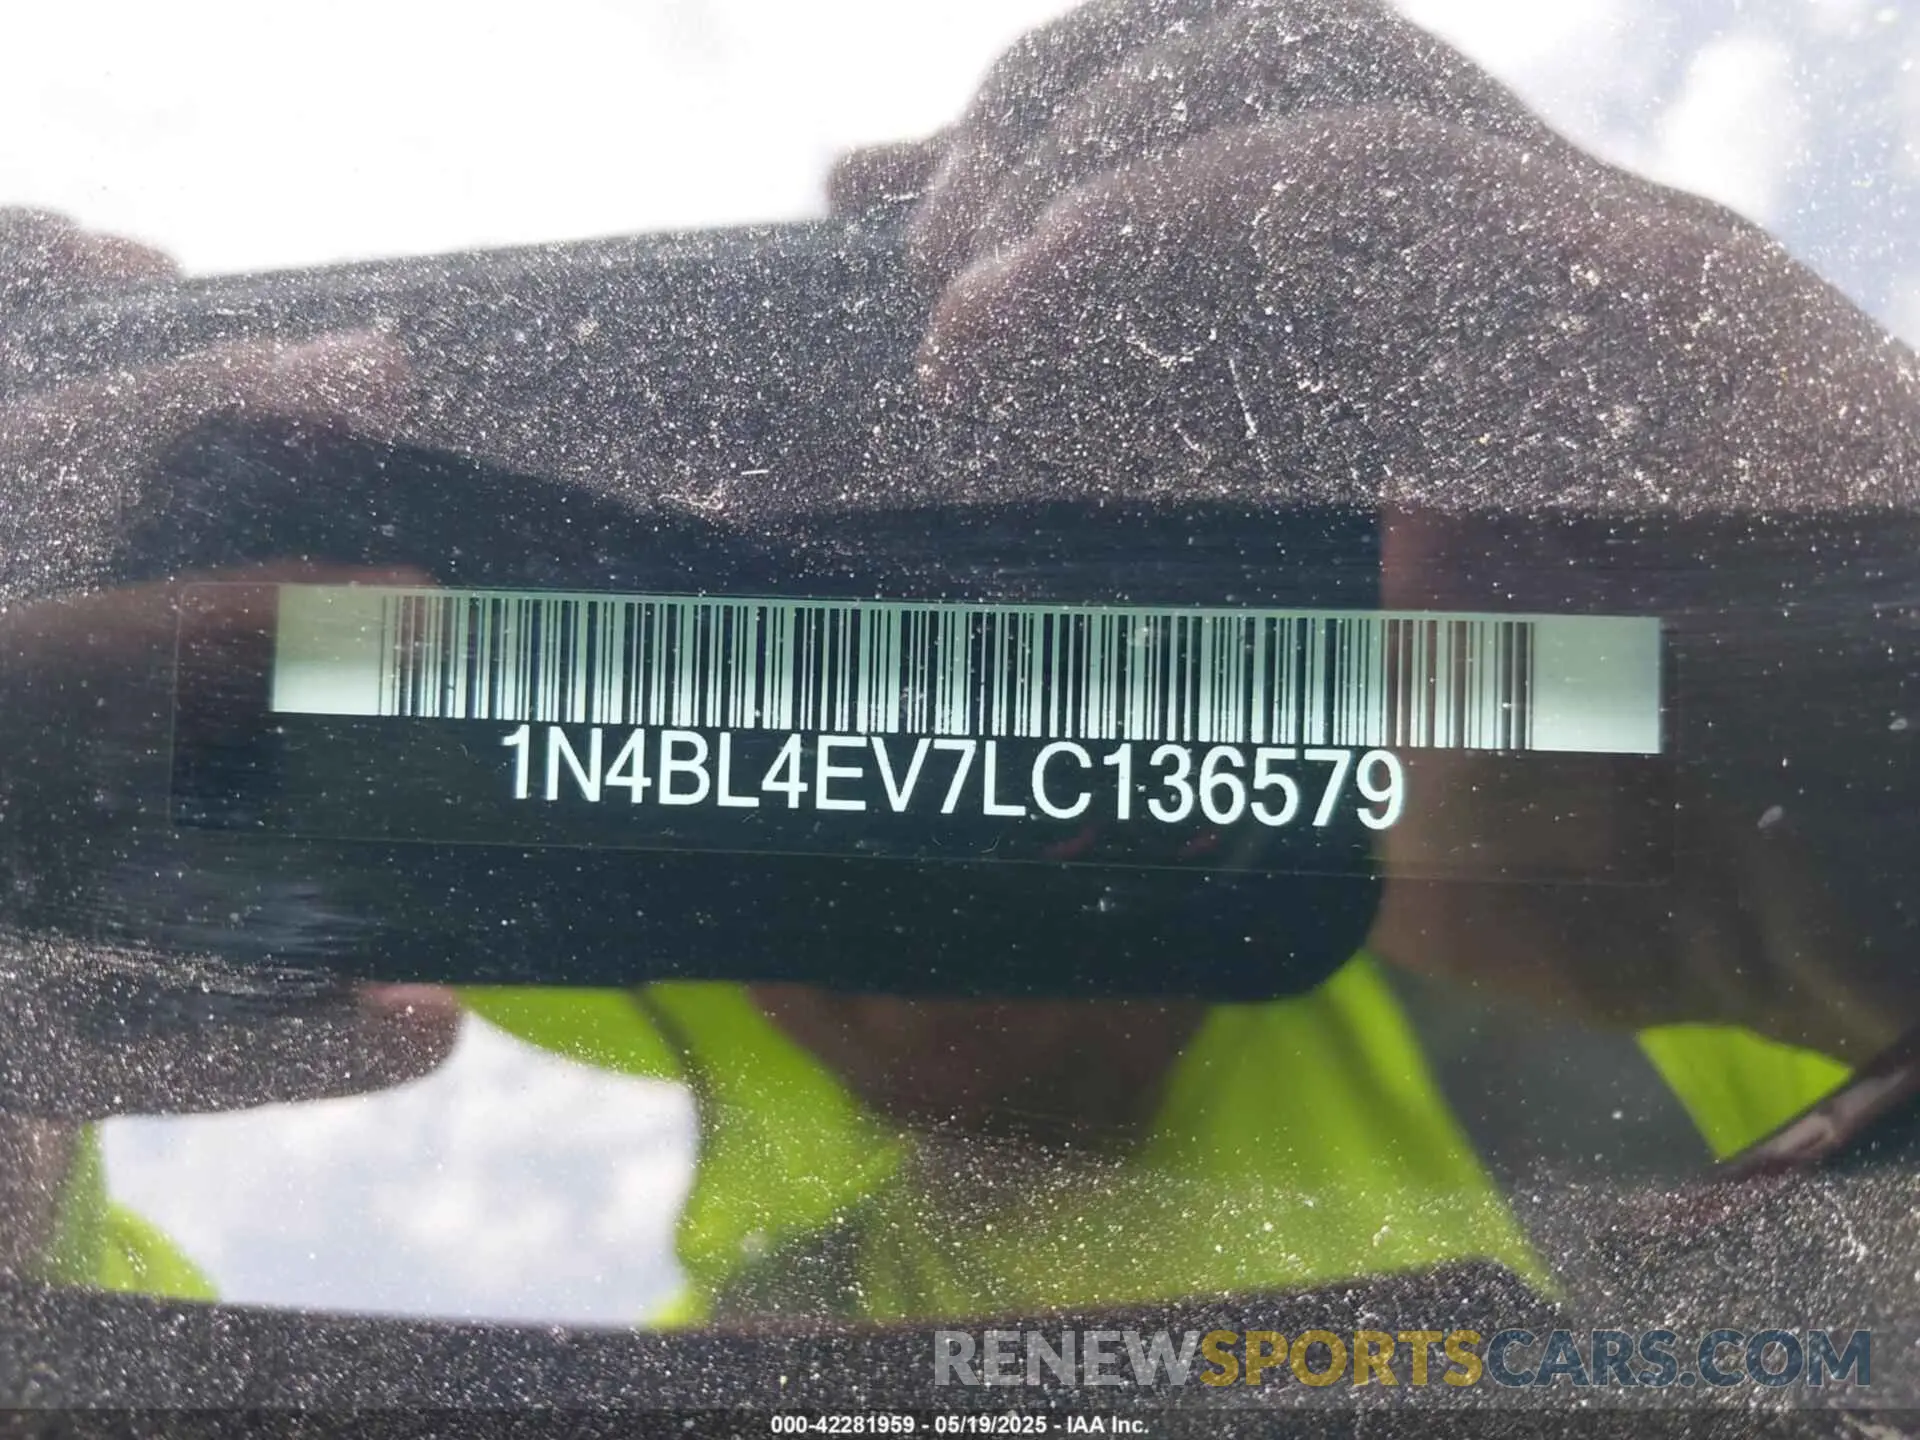 1N4BL4EV7LC136579
RENEWSPORTSCARS.COM
000-42281959 - 05/19/2025 - IAA Inc.